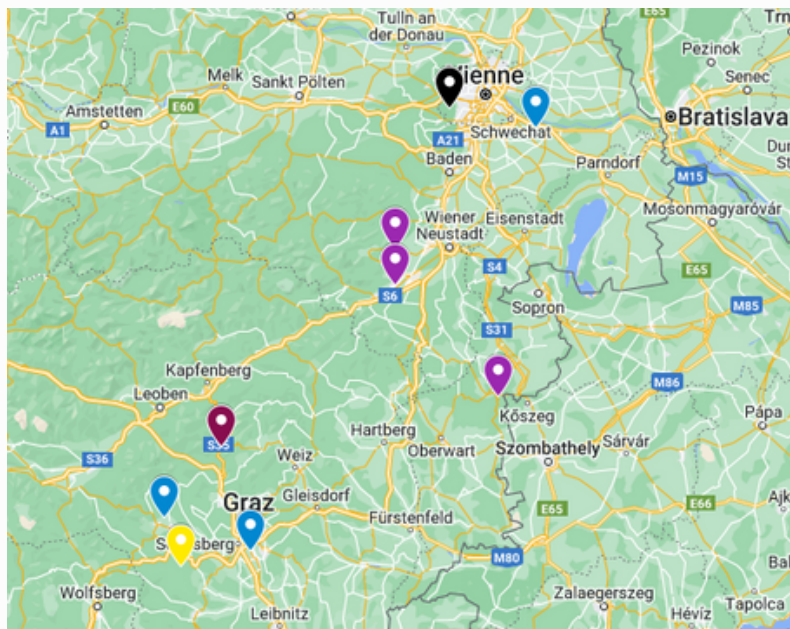 E65
Tulln an
der Donau
Trn
Pezinok
Melk
Sankt Pölten
Senec
Amstetten
E60
A1
Schwechat
Bratislava
A21
Baden
Parndorf
M15
Wiener
Neustadt
Eisenstadt
Mosonmagyaróvár
S4
E65
S6
Sopron
M85
S31
Kapfenberg
M86
Leoben
Kőszeg
Pápa
Hartberg
Oberwart
Szombathely
Sárvár
S36
Weiz
Graz
Gleisdorf
E65
E66
Ajk
Fürstenfeld
M80
Wolfsberg
Zalaegerszeg
Tapolca
Leibnitz
Hévíz